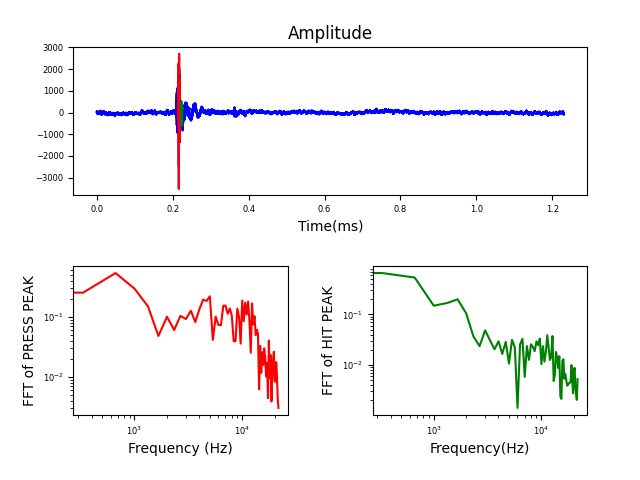 Amplitude
3000
2000
1000
0
−1000
−2000
−3000
0.0 0.2 0.4 0.6 0.8 1.0 1.2
Time(ms)
FFT of PRESS PEAK
10⁻¹
10⁻²
10³ 10⁴
Frequency (Hz)
FFT of HIT PEAK
10⁻¹
10⁻²
10³ 10⁴
Frequency(Hz)